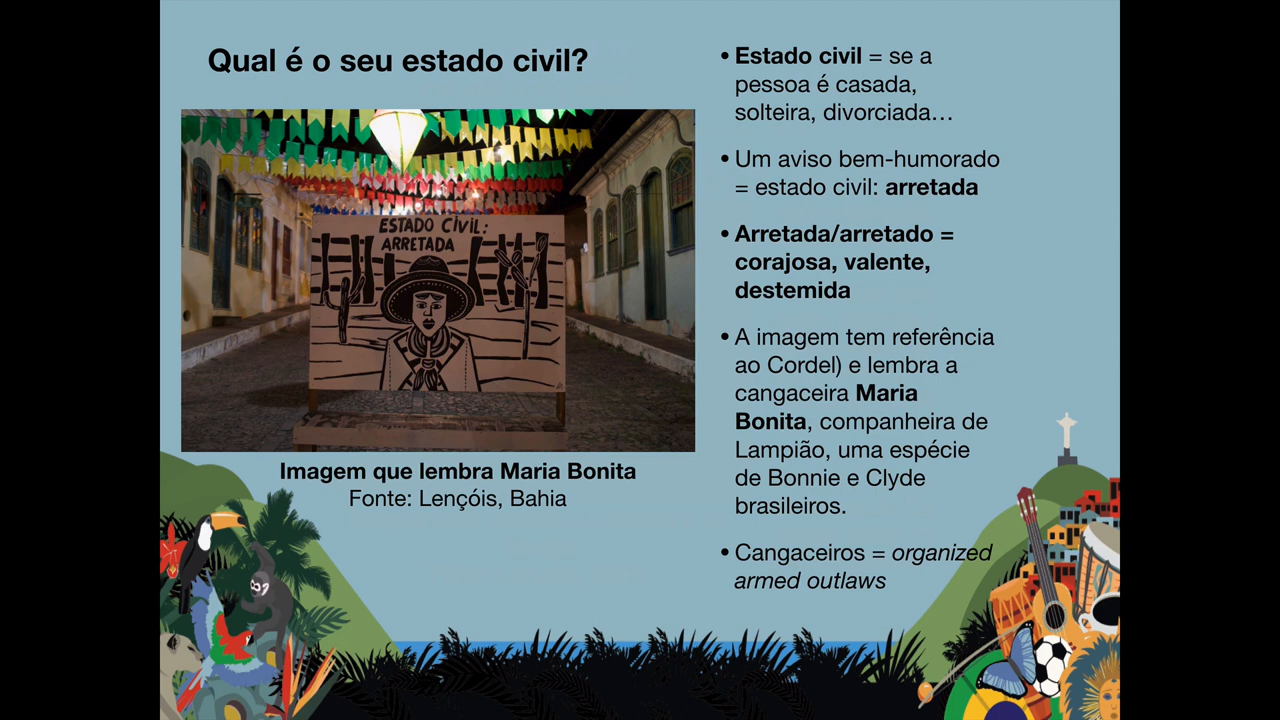 Qual é o seu estado civil?
ESTADO CIVIL:
ARRETADA
Imagem que lembra Maria Bonita
Fonte: Lençóis, Bahia
• Estado civil = se a
pessoa é casada,
solteira, divorciada…
• Um aviso bem-humorado
= estado civil: arretada
• Arretada/arretado =
corajosa, valente,
destemida
• A imagem tem referência
ao Cordel) e lembra a
cangaceira Maria
Bonita, companheira de
Lampião, uma espécie
de Bonnie e Clyde
brasileiros.
• Cangaceiros = organized
armed outlaws